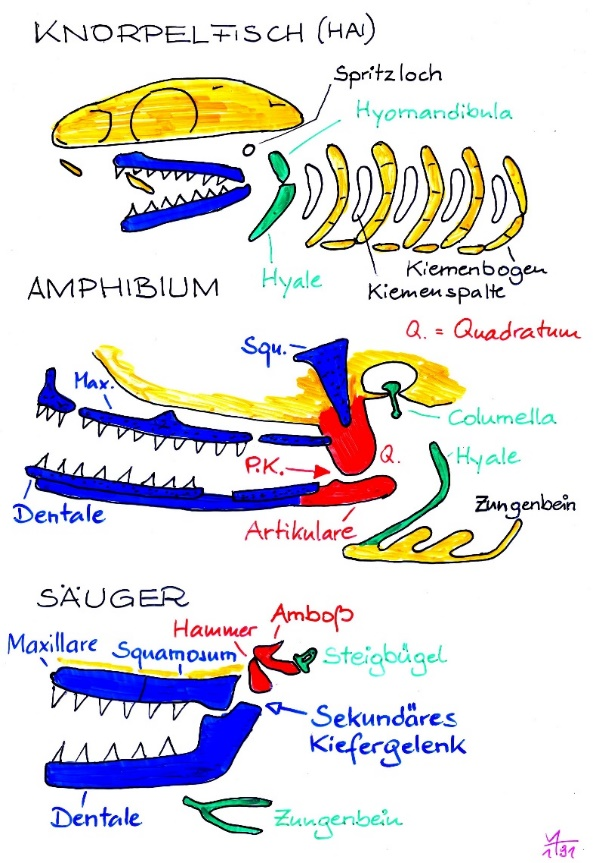 KNORPELFISCH (HAI)
Spritzloch
Hyomandibula
Hyale
Kiemenbogen
Kiemenspalte
AMPHIBIUM
Q. = Quadratum
Squ.
Max.
Columella
P.K.
Q.
Hyale
Zungenbein
Dentale
Artikulare
SÄUGER
Amboß
Hammer
Maxillare
Squamosum
Steigbügel
Sekundäres
Kiefergelenk
Dentale
Zungenbein